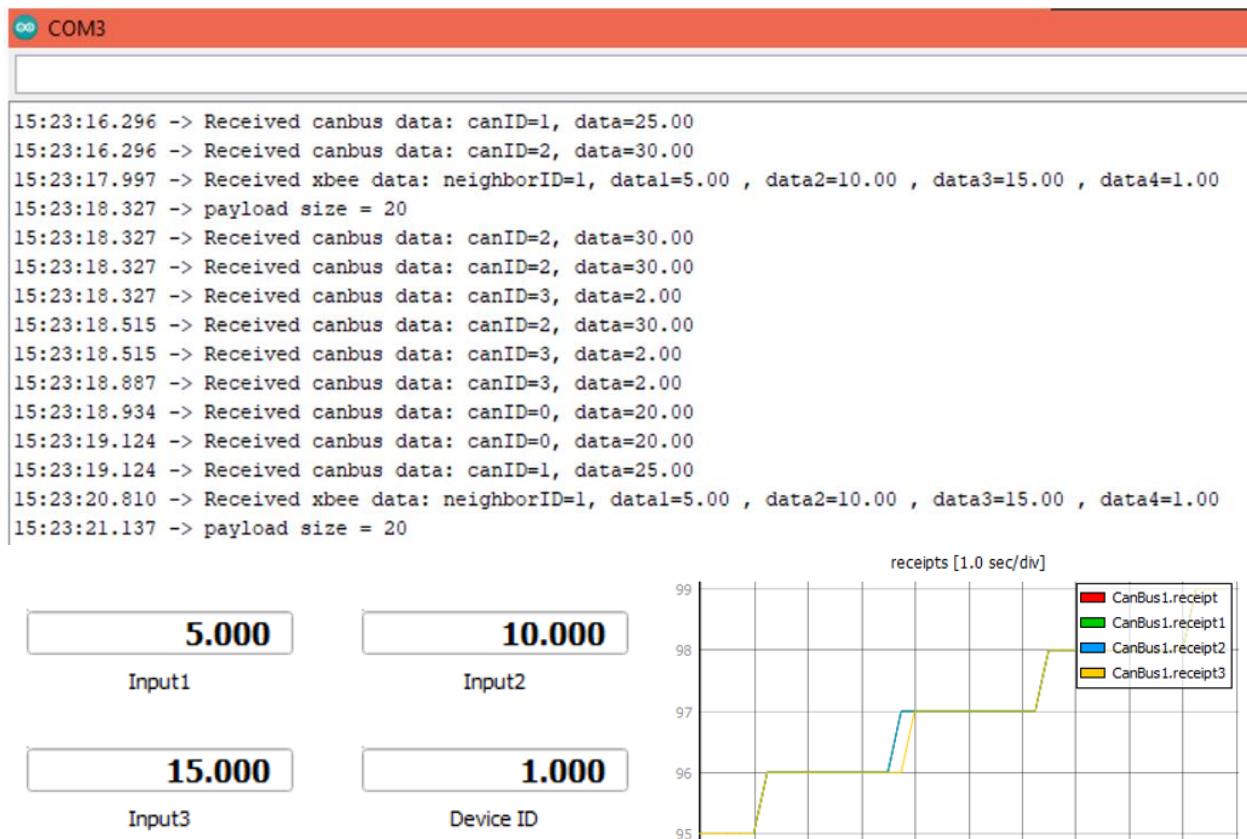 COM3
15:23:16.296 -> Received canbus data: canID=1, data=25.00
15:23:16.296 -> Received canbus data: canID=2, data=30.00
15:23:17.997 -> Received xbee data: neighborID=1, data1=5.00 , data2=10.00 , data3=15.00 , data4=1.00
15:23:18.327 -> payload size = 20
15:23:18.327 -> Received canbus data: canID=2, data=30.00
15:23:18.327 -> Received canbus data: canID=2, data=30.00
15:23:18.327 -> Received canbus data: canID=3, data=2.00
15:23:18.515 -> Received canbus data: canID=2, data=30.00
15:23:18.515 -> Received canbus data: canID=3, data=2.00
15:23:18.887 -> Received canbus data: canID=3, data=2.00
15:23:18.934 -> Received canbus data: canID=0, data=20.00
15:23:19.124 -> Received canbus data: canID=0, data=20.00
15:23:19.124 -> Received canbus data: canID=1, data=25.00
15:23:20.810 -> Received xbee data: neighborID=1, data1=5.00 , data2=10.00 , data3=15.00 , data4=1.00
15:23:21.137 -> payload size = 20
5.000
Input1
10.000
Input2
15.000
Input3
1.000
Device ID
receipts [1.0 sec/div]
99
98
97
96
95
CanBus1.receipt
CanBus1.receipt1
CanBus1.receipt2
CanBus1.receipt3